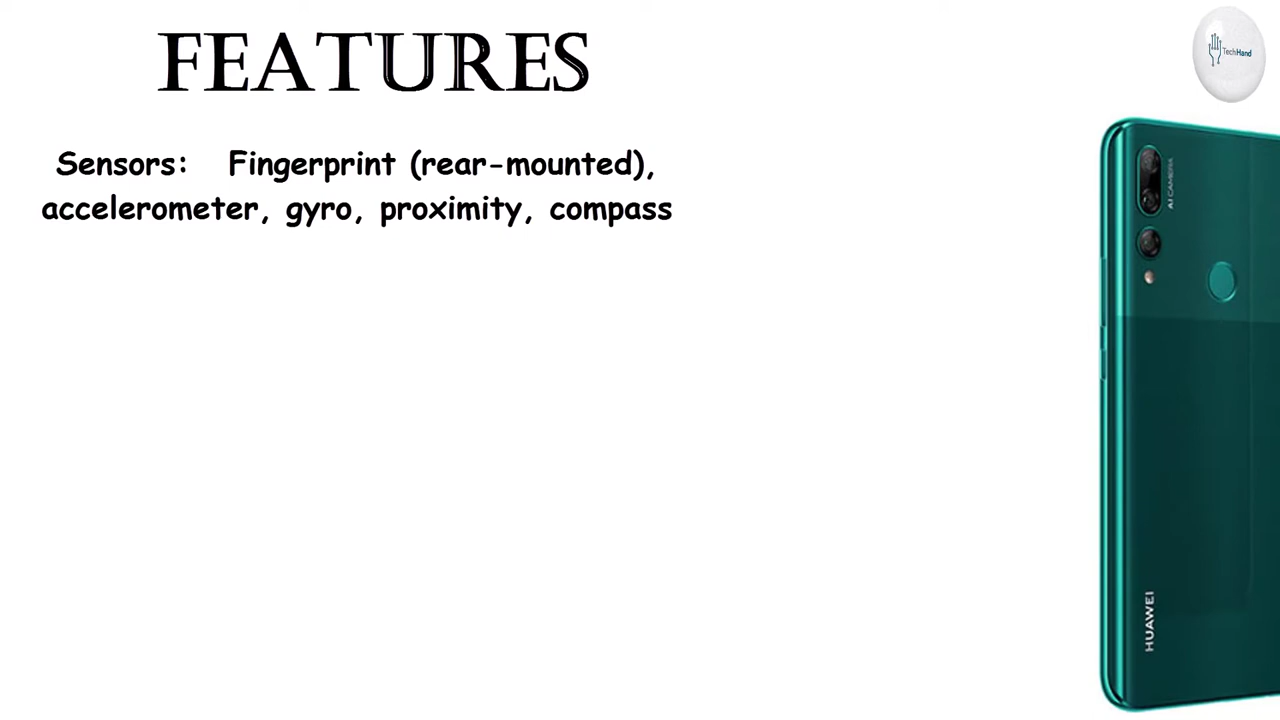 FEATURES
TechHand
Sensors: Fingerprint (rear-mounted),
accelerometer, gyro, proximity, compass
AI CAMERA
HUAWEI